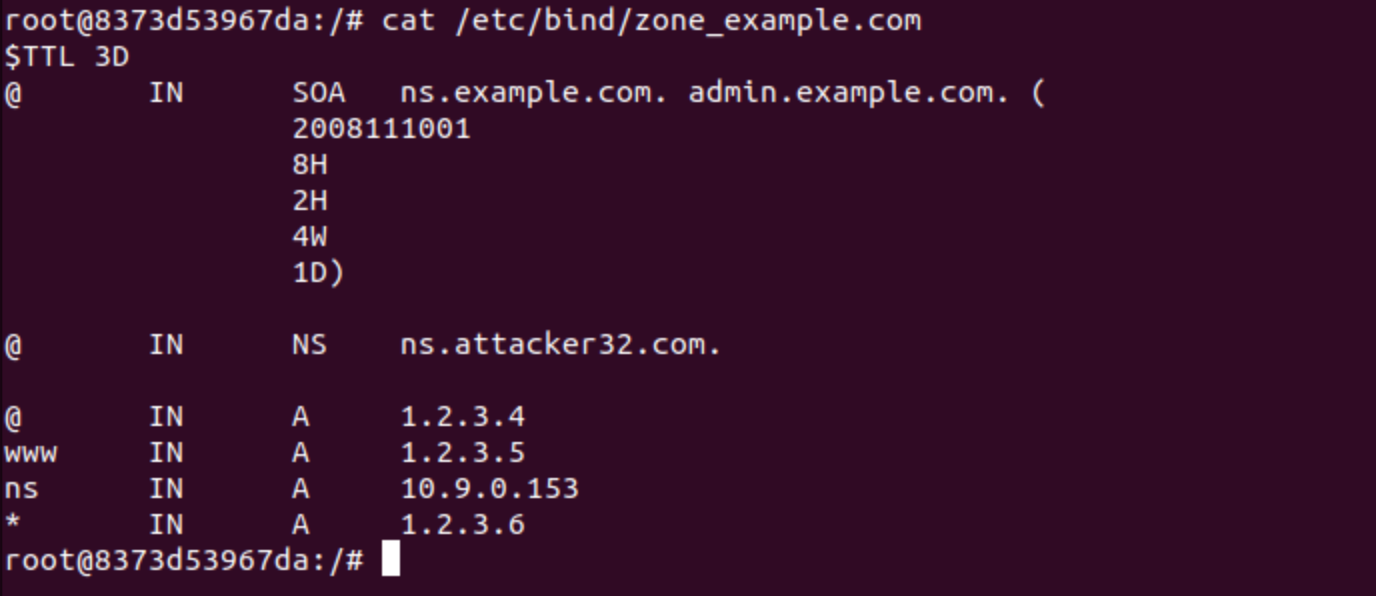 root@8373d53967da:/# cat /etc/bind/zone_example.com
$TTL 3D
@ IN SOA ns.example.com. admin.example.com. (
2008111001
8H
2H
4W
1D)
@ IN NS ns.attacker32.com.
@ IN A 1.2.3.4
www IN A 1.2.3.5
ns IN A 10.9.0.153
* IN A 1.2.3.6
root@8373d53967da:/#